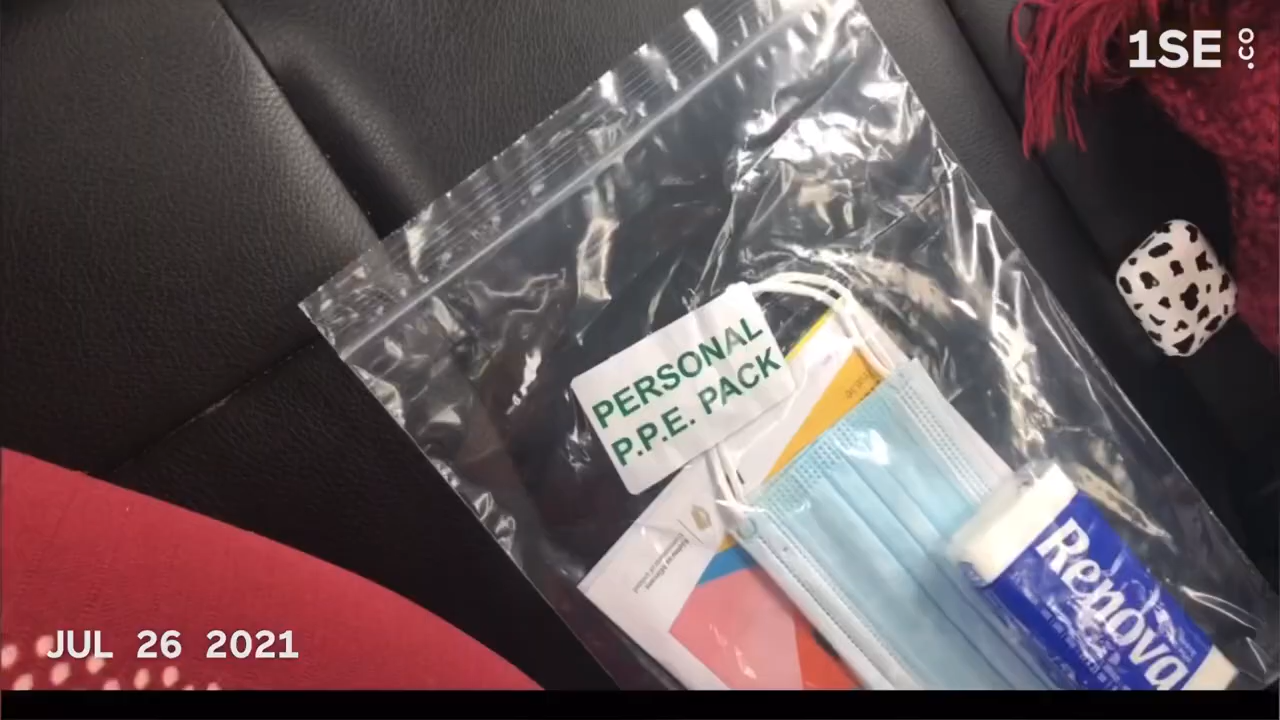 1SE
.CO
PERSONAL
P.P.E. PACK
Renova
JUL 26 2021